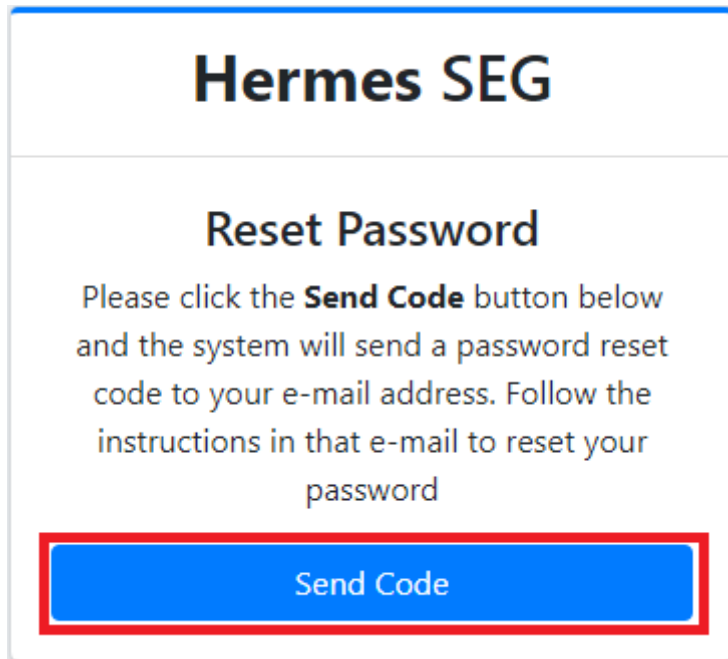 Hermes SEG
Reset Password
Please click the Send Code button below
and the system will send a password reset
code to your e-mail address. Follow the
instructions in that e-mail to reset your
password
Send Code